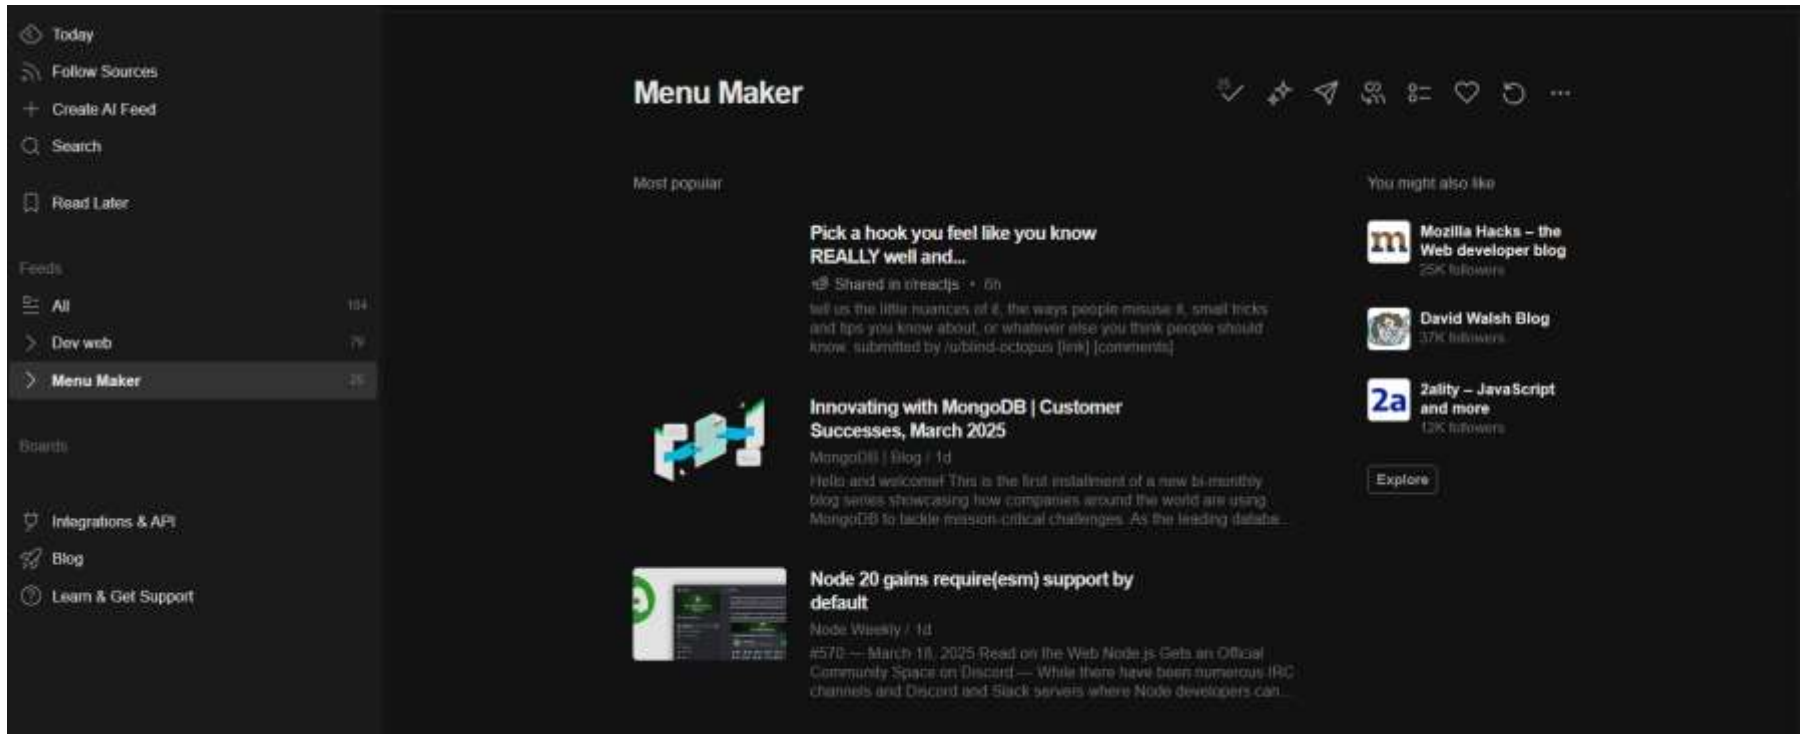 Today
Follow Sources
Create AI Feed
Search
Read Later
Feeds
All 104
Dev web 79
Menu Maker 25
Boards
Integrations & API
Blog
Learn & Get Support
Menu Maker
Most popular
Pick a hook you feel like you know
REALLY well and...
Shared in r/reactjs • 6h
tell us the little nuances of it, the ways people misuse it, small tricks
and tips you know about, or whatever else you think people should
know. submitted by /u/blind-octopus [link] [comments]
Innovating with MongoDB | Customer
Successes, March 2025
MongoDB | Blog / 1d
Hello and welcome! This is the first installment of a new bi-monthly
blog series showcasing how companies around the world are using
MongoDB to tackle mission-critical challenges. As the leading databa...
Node 20 gains require(esm) support by
default
Node Weekly / 1d
#570 — March 18, 2025 Read on the Web Node.js Gets an Official
Community Space on Discord — While there have been numerous IRC
channels and Discord and Slack servers where Node developers can...
You might also like
Mozilla Hacks – the
Web developer blog
25K followers
David Walsh Blog
37K followers
2a
2ality – JavaScript
and more
12K followers
Explore